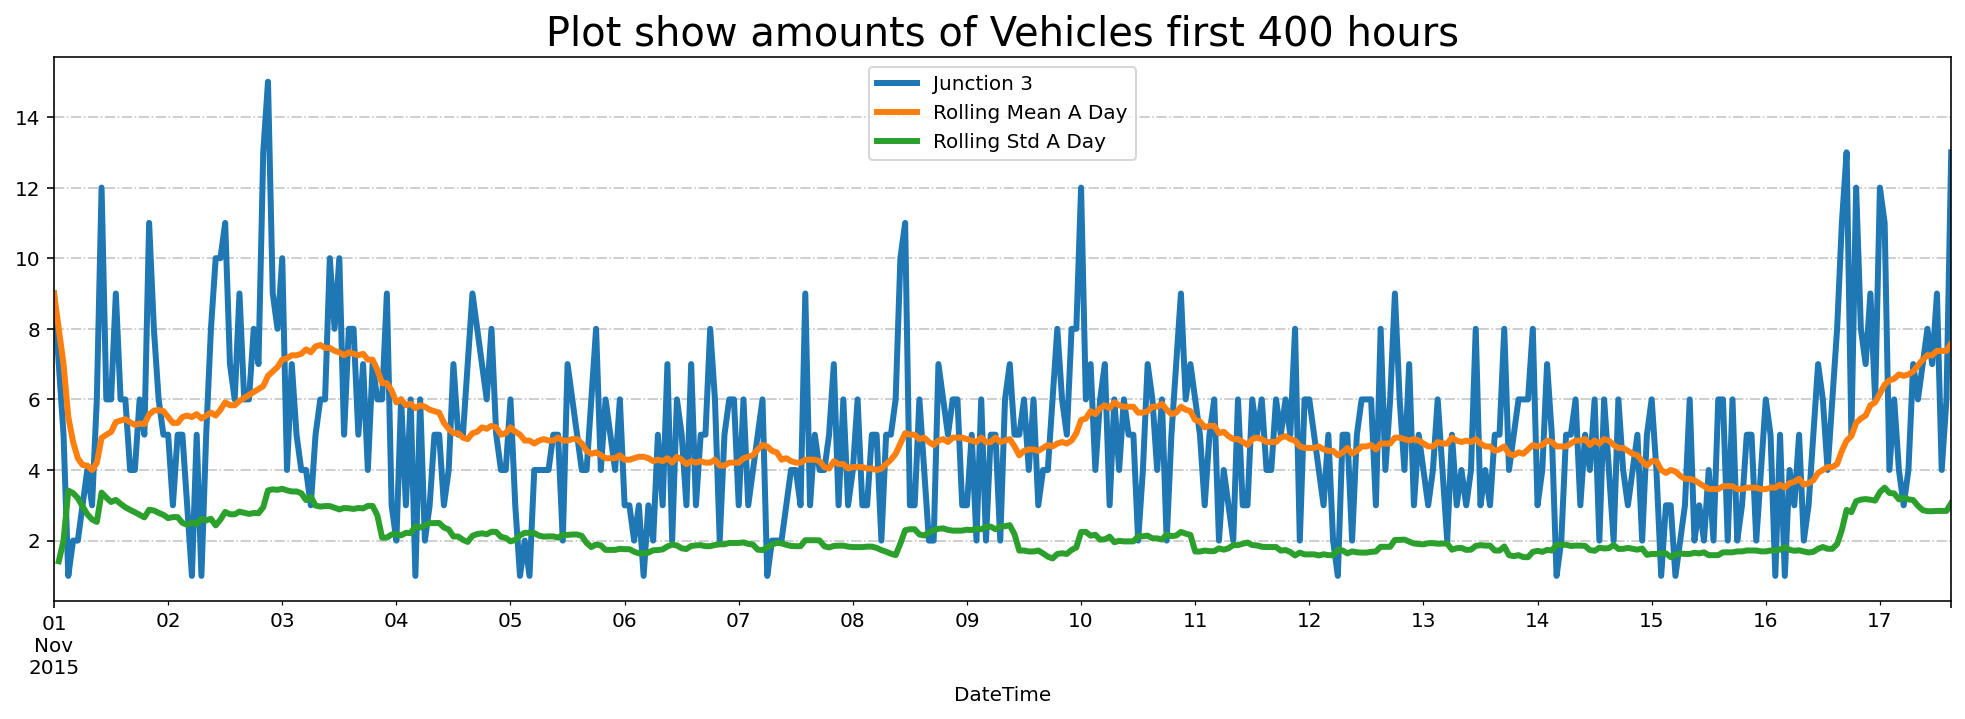 Plot show amounts of Vehicles first 400 hours
Junction 3
Rolling Mean A Day
Rolling Std A Day
14
12
10
8
6
4
2
01 02 03 04 05 06 07 08 09 10 11 12 13 14 15 16 17
Nov
2015
DateTime